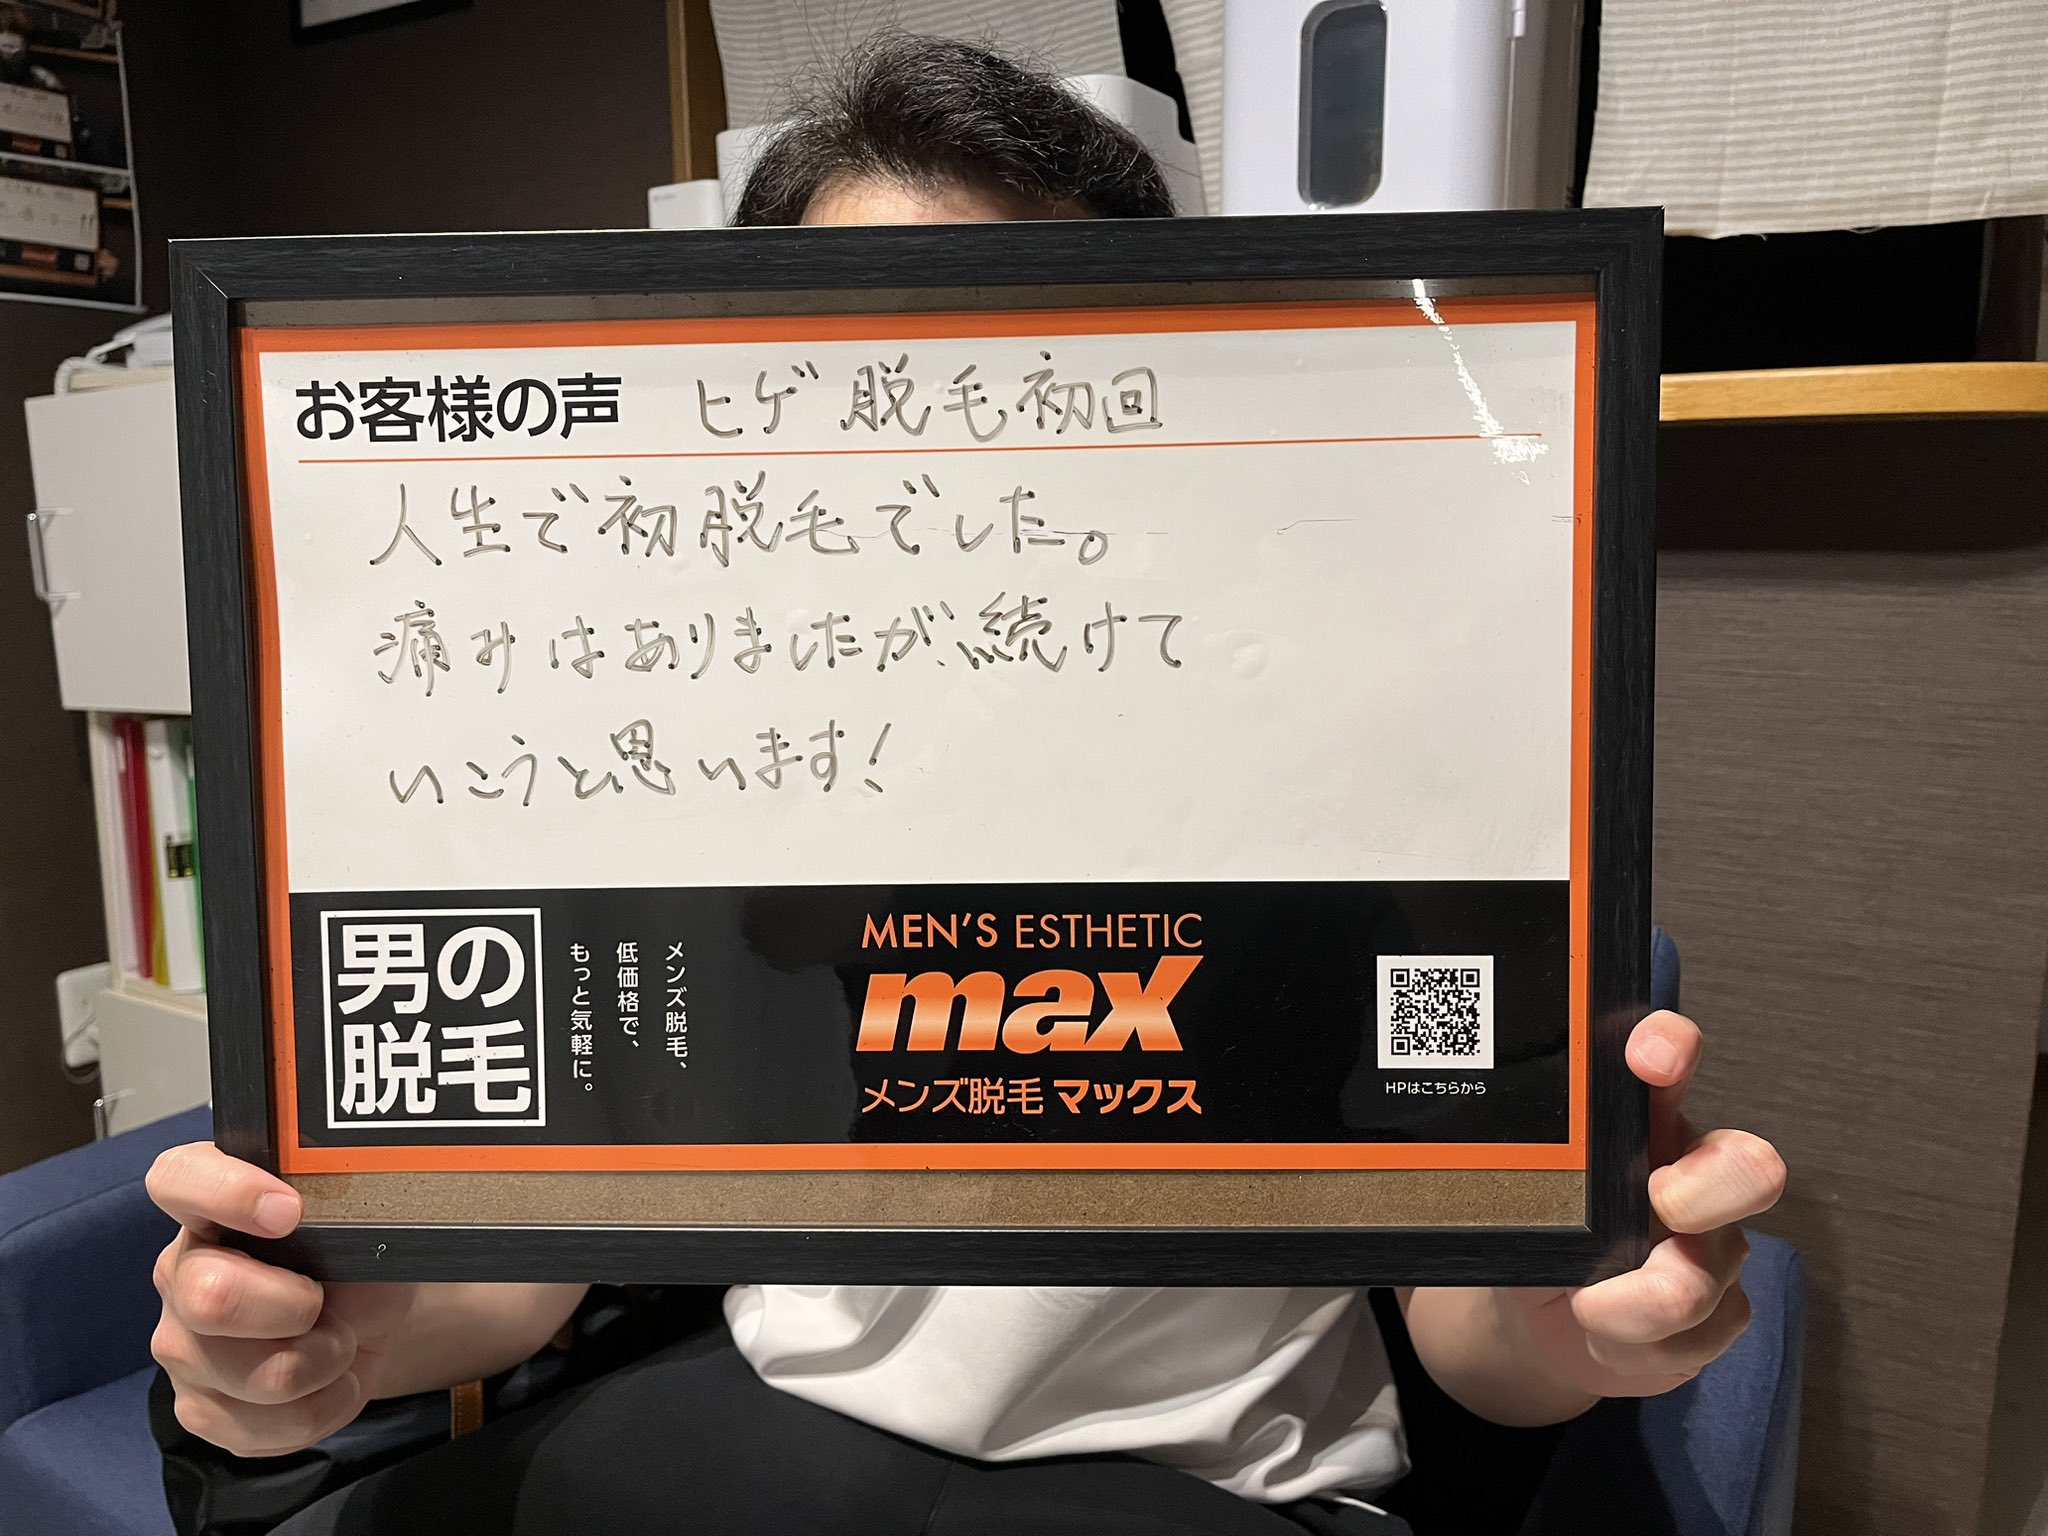 お客様の声 ヒゲ脱毛初回
人生で初脱毛でした。
痛みはありましたが、続けて
いこうと思います!
男の
脱毛
メンズ脱毛、
低価格で、
もっと気軽に。
MEN'S ESTHETIC
max
メンズ脱毛 マックス
HPはこちらから